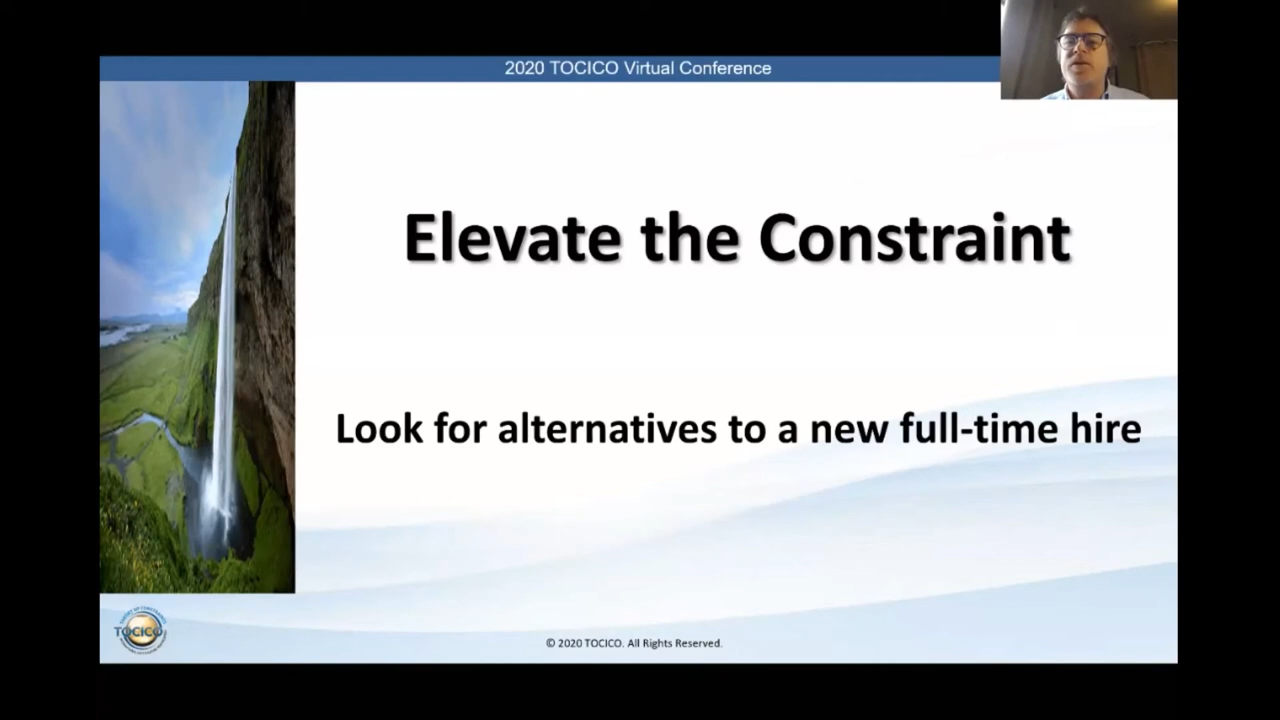 2020 TOCICO Virtual Conference
Elevate the Constraint
Look for alternatives to a new full-time hire
TOCICO
© 2020 TOCICO. All Rights Reserved.